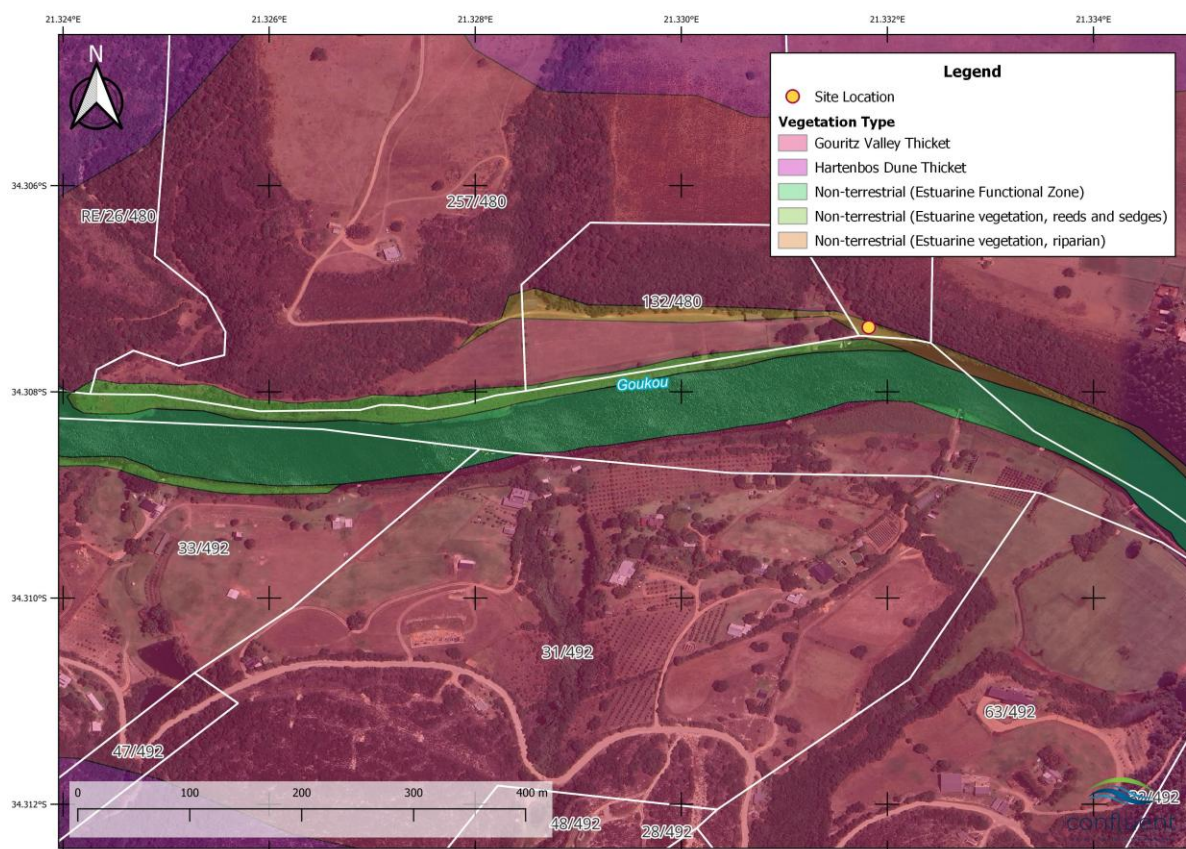 21.324°E
21.326°E
21.328°E
21.330°E
21.332°E
21.334°E
N
Legend
Site Location
Vegetation Type
Gouritz Valley Thicket
Hartenbos Dune Thicket
Non-terrestrial (Estuarine Functional Zone)
Non-terrestrial (Estuarine vegetation, reeds and sedges)
Non-terrestrial (Estuarine vegetation, riparian)
34.306°S
RE/26/480
257/480
132/480
34.308°S
Goukou
33/492
34.310°S
31/492
63/492
47/492
34.312°S
0 100 200 300 400 m
48/492
28/492
32/492
confluent